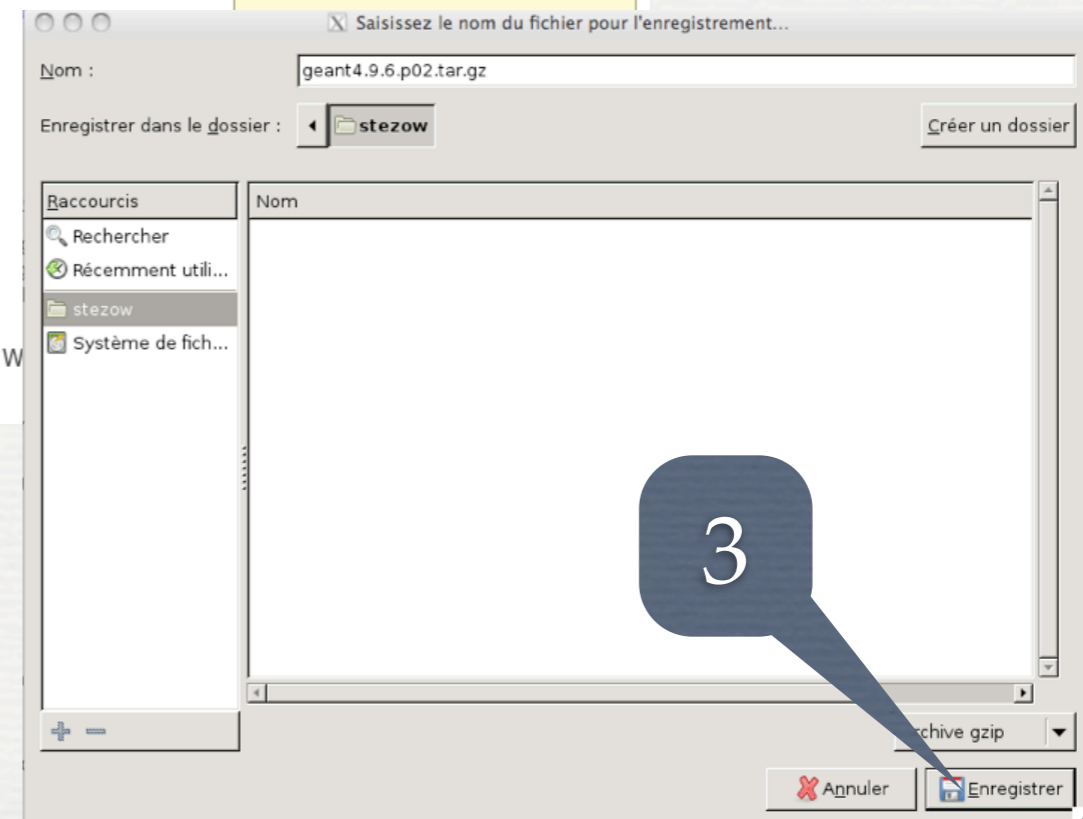 Saisissez le nom du fichier pour l'enregistrement...
Nom :
geant4.9.6.p02.tar.gz
Enregistrer dans le dossier :
stezow
Créer un dossier
Raccourcis
Nom
Rechercher
Récemment utili...
stezow
Système de fich...
W
3
rchive gzip
Annuler
Enregistrer